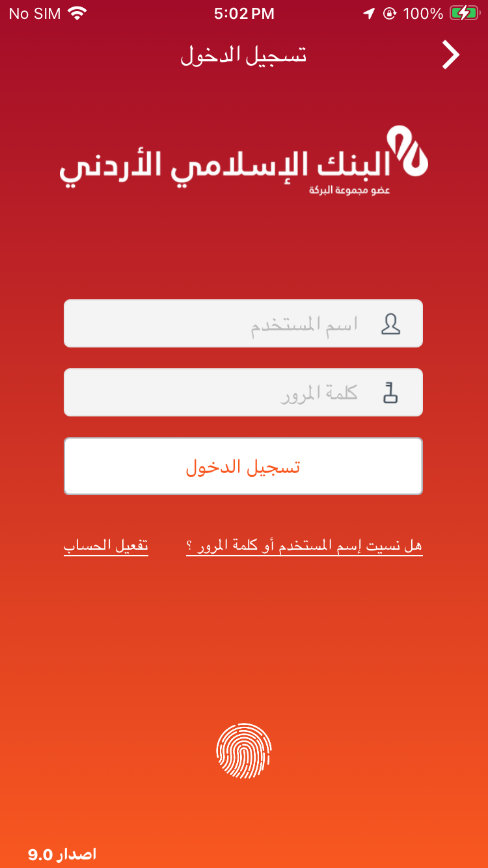 No SIM 5:02 PM 100%
تسجيل الدخول
البنك الإسلامي الأردني
عضو مجموعة البركة
اسم المستخدم
كلمة المرور
تسجيل الدخول
هل نسيت إسم المستخدم أو كلمة المرور ؟ تفعيل الحساب
اصدار 9.0